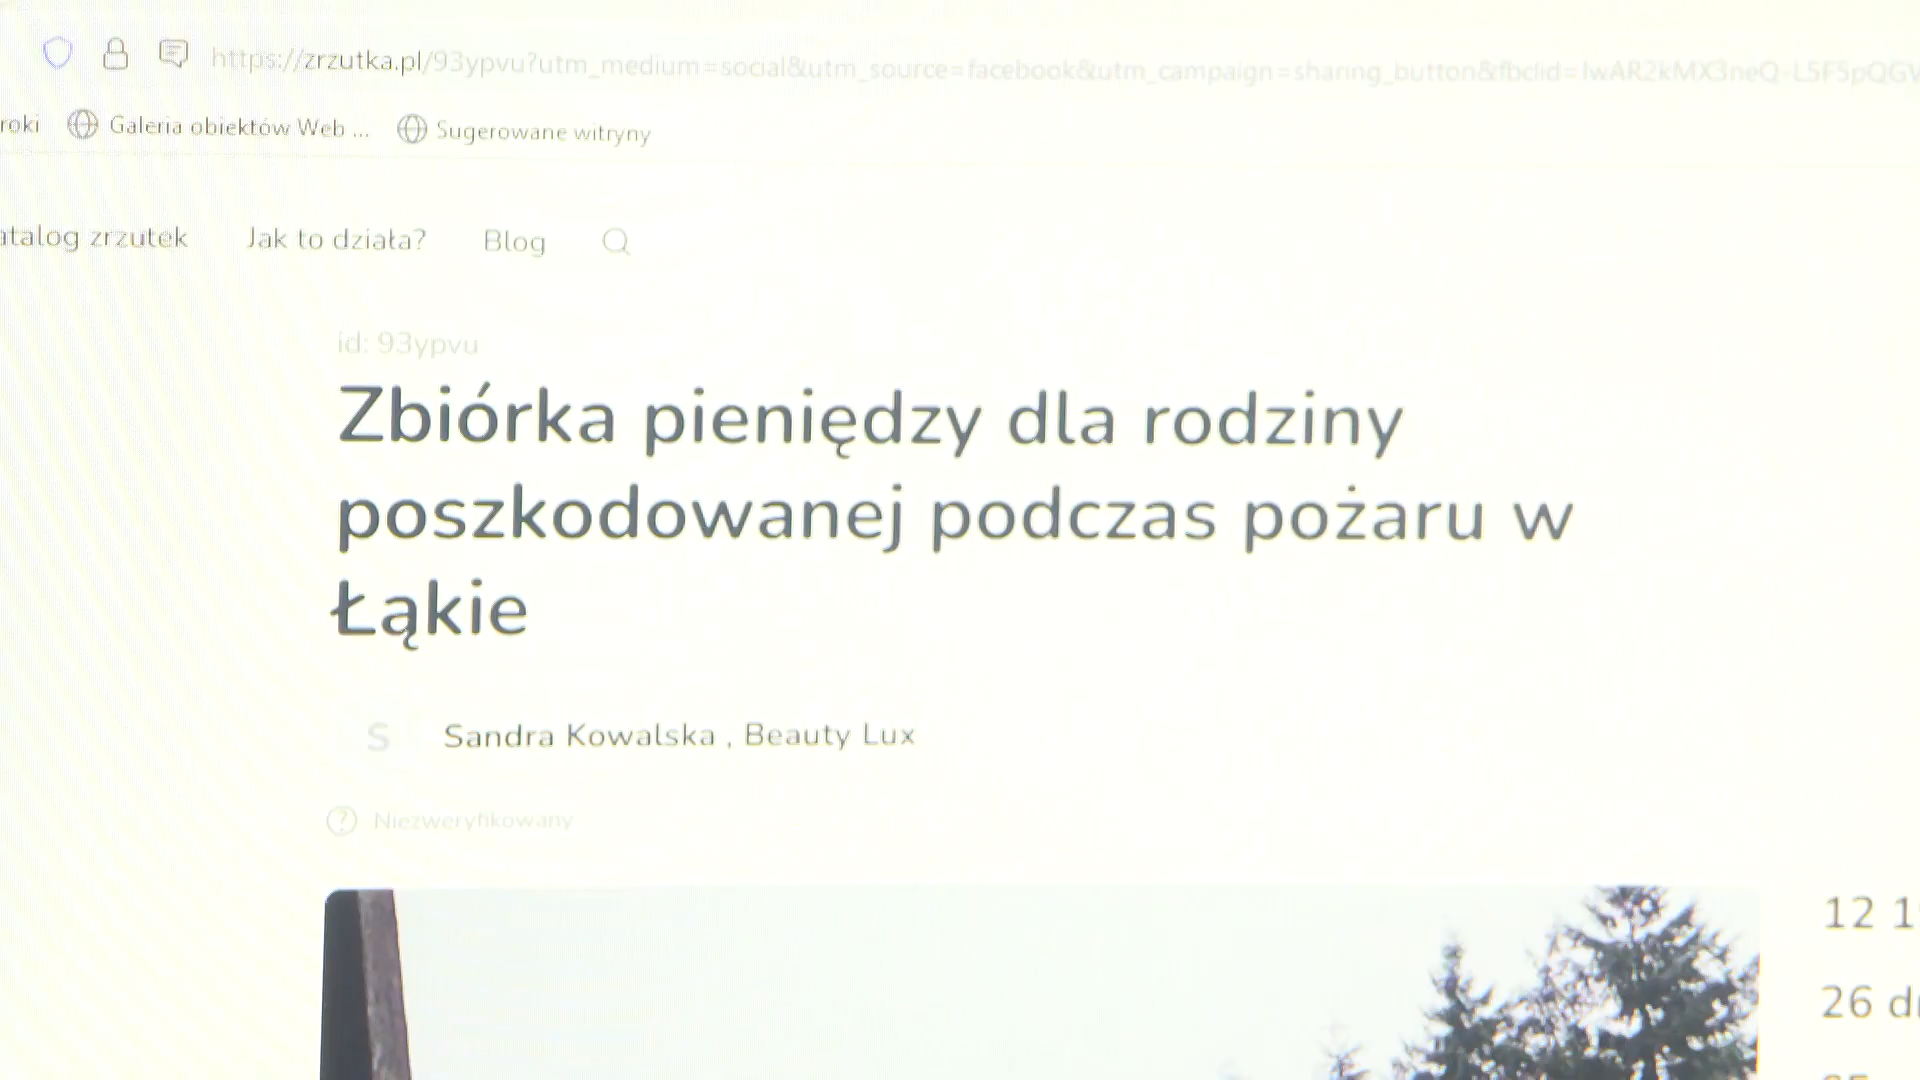 https://zrzutka.pl/93ypvu?utm_medium=social&utm_source=facebook&utm_campaign=sharing_button&fbclid=IwAR2kMX3neQ-LSF5pQGV
roki Galeria obiektów Web ... Sugerowane witryny
atalog zrzutek Jak to działa? Blog
id: 93ypvu
Zbiórka pieniędzy dla rodziny
poszkodowanej podczas pożaru w
Łąkie
S Sandra Kowalska , Beauty Lux
Niezweryfikowany
12 1
26 d